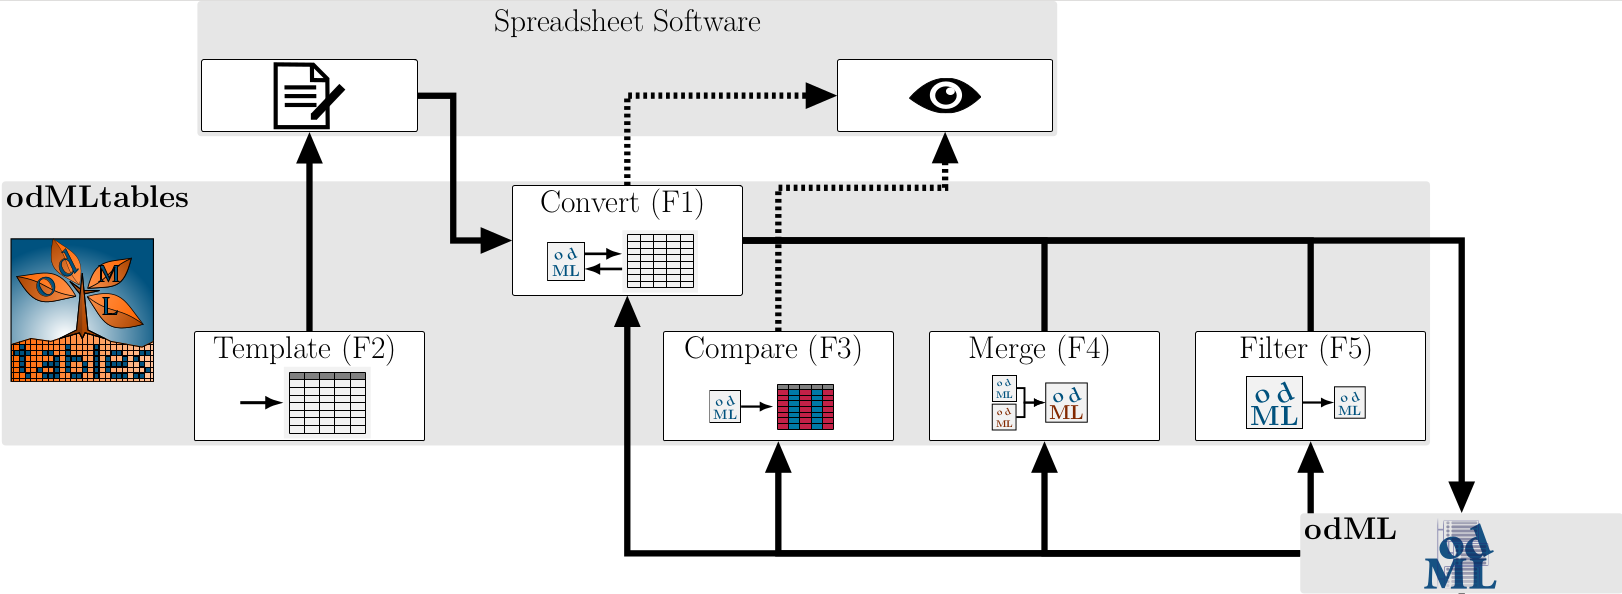 Spreadsheet Software
odMLtables
o d M L
tables
Convert (F1)
od
ML
Template (F2)
Compare (F3)
od
ML
Merge (F4)
od
ML
od
ML
od
ML
Filter (F5)
od
ML
od
ML
odML
od
ML